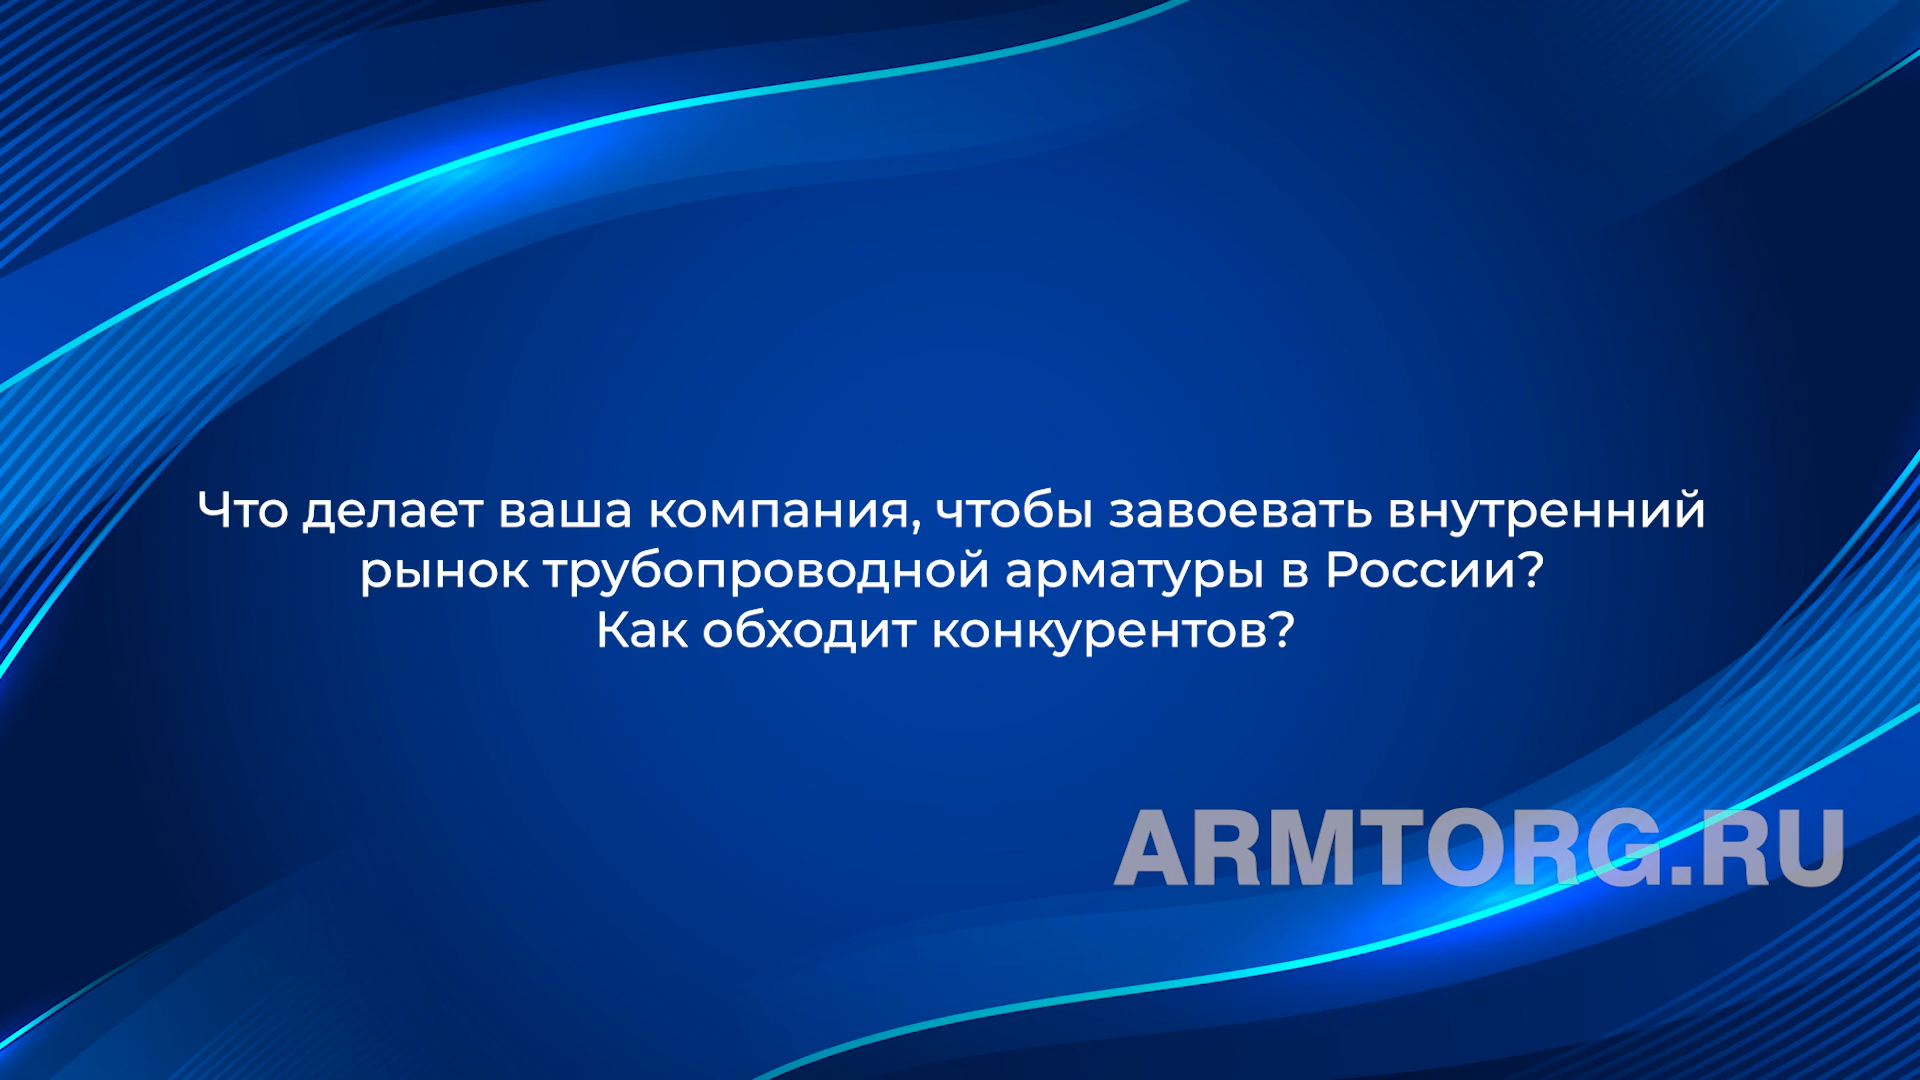 Что делает ваша компания, чтобы завоевать внутренний
рынок трубопроводной арматуры в России?
Как обходит конкурентов?
ARMTORG.RU